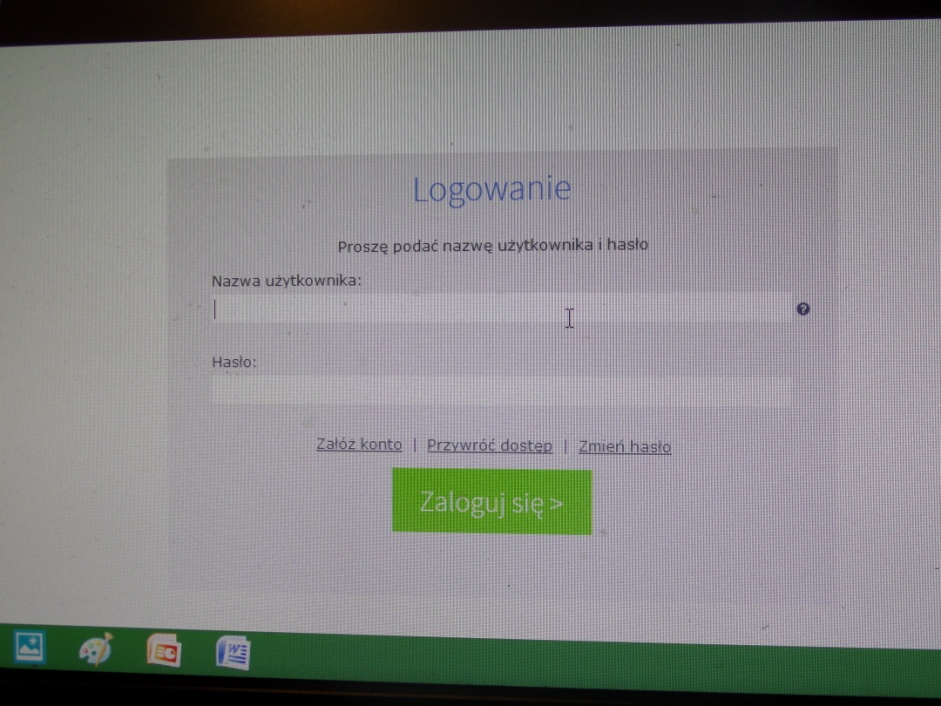 Logowanie
Proszę podać nazwę użytkownika i hasło
Nazwa użytkownika:
Hasło:
Załóż konto | Przywróć dostęp | Zmień hasło
Zaloguj się >